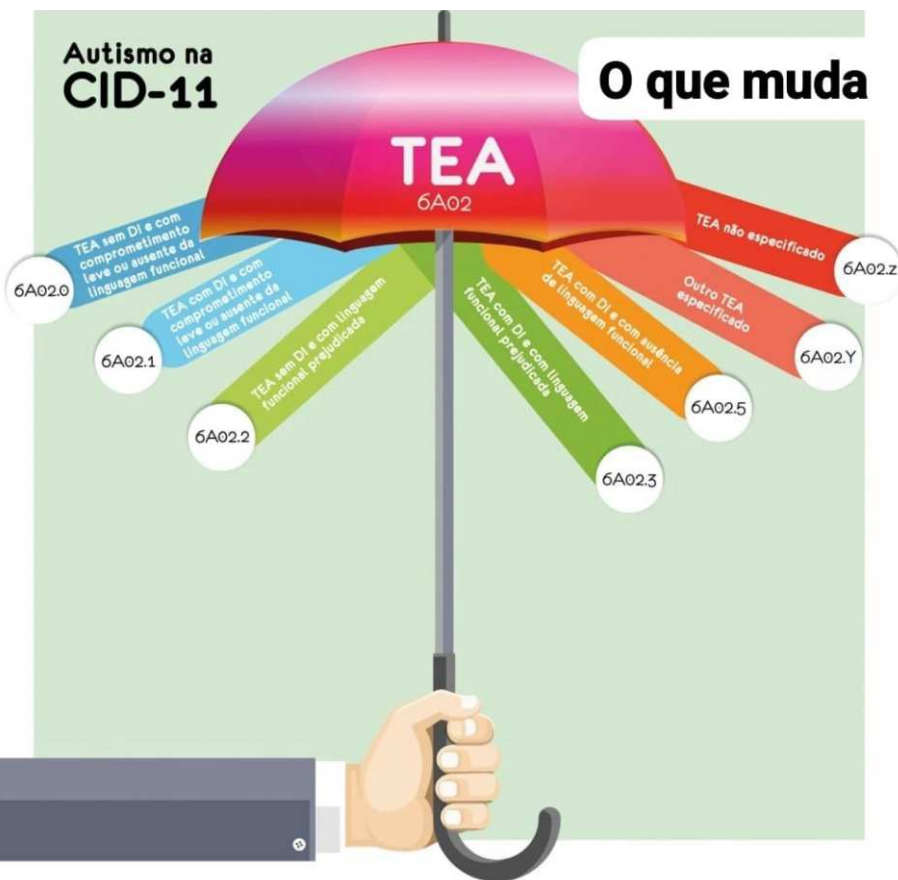 Autismo na
CID-11
O que muda
TEA
6A02
TEA sem DI e com
comprometimento
leve ou ausente da
linguagem funcional
6A02.0
TEA com DI e com
comprometimento
leve ou ausente da
linguagem funcional
6A02.1
TEA sem DI e com linguagem
funcional prejudicada
6A02.2
TEA com DI e com linguagem
funcional prejudicada
6A02.3
TEA com DI e com ausência
de linguagem funcional
6A02.5
Outro TEA
especificado
6A02.Y
TEA não especificado
6A02.z